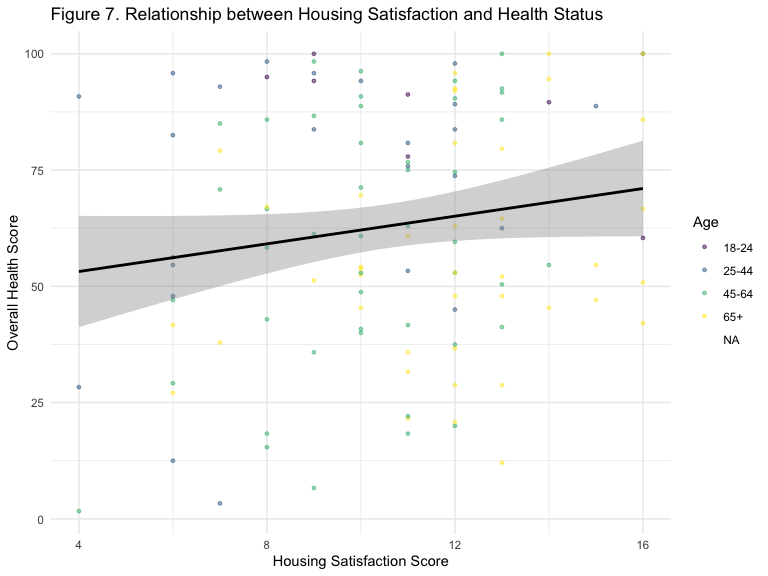 Figure 7. Relationship between Housing Satisfaction and Health Status
100
75
50
25
0
Overall Health Score
4
8
12
16
Housing Satisfaction Score
Age
18-24
25-44
45-64
65+
NA